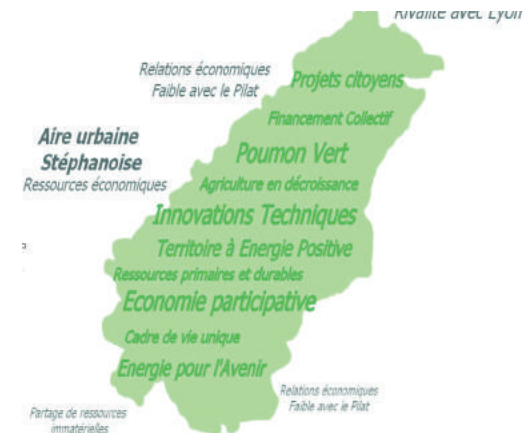 Rivalité avec Lyon
Relations économiques
Faible avec le Pilat
Projets citoyens
Financement Collectif
Aire urbaine
Stéphanoise
Ressources économiques
Poumon Vert
Agriculture en décroissance
Innovations Techniques
Territoire à Energie Positive
Ressources primaires et durables
Economie participative
Cadre de vie unique
Energie pour l'Avenir
Relations économiques
Faible avec le Pilat
Partage de ressources
immatérielles